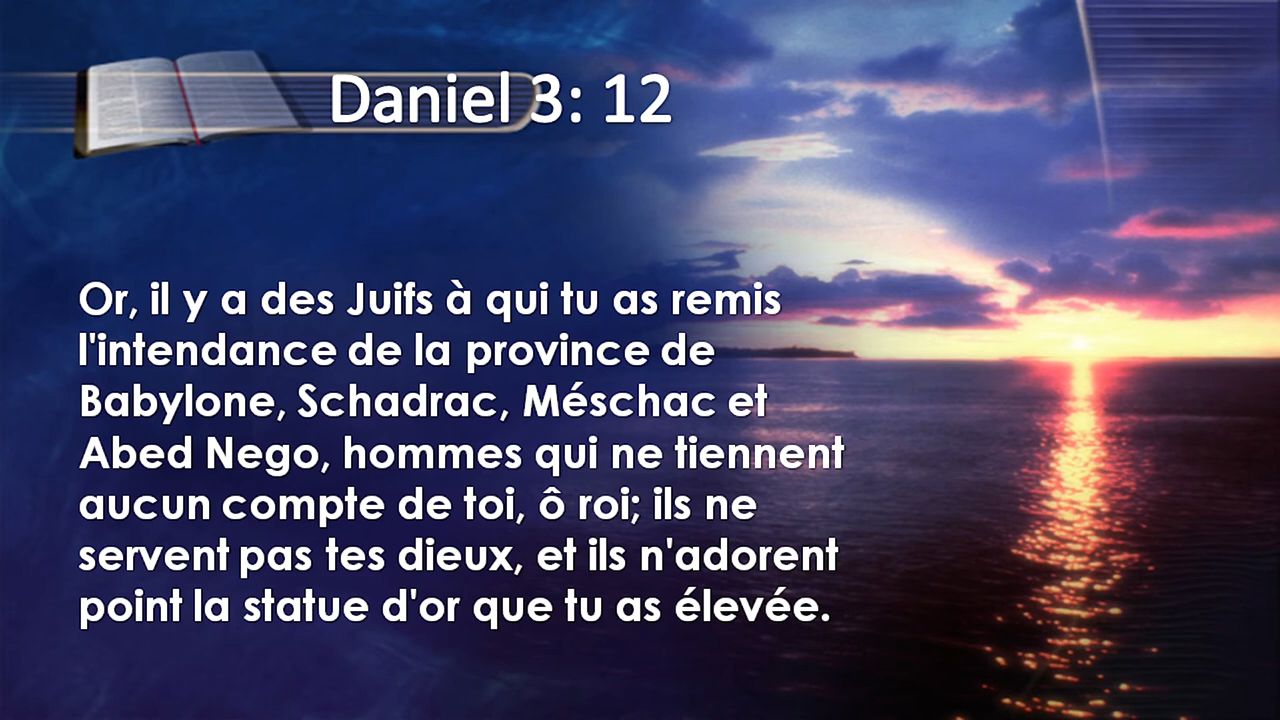 Daniel 3: 12
Or, il y a des Juifs à qui tu as remis
l'intendance de la province de
Babylone, Schadrac, Méschac et
Abed Nego, hommes qui ne tiennent
aucun compte de toi, ô roi; ils ne
servent pas tes dieux, et ils n'adorent
point la statue d'or que tu as élevée.